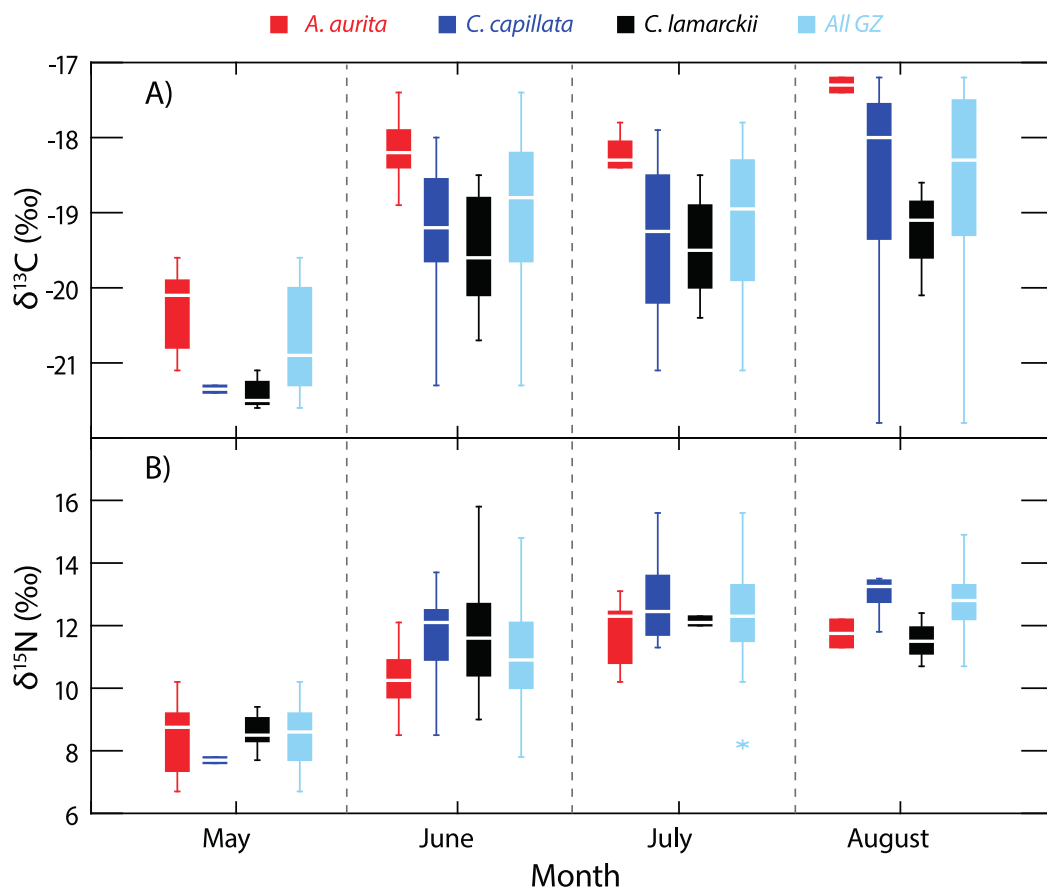 A. aurita C. capillata C. lamarckii All GZ
A)
-17
-18
-19
-20
-21
δ13C (‰)
B)
16
14
12
10
8
6
δ15N (‰)
*
May June July August
Month